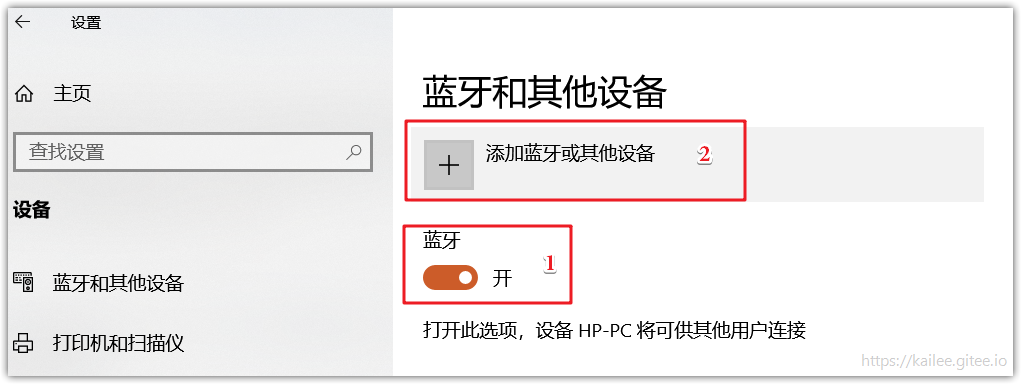 设置
主页
查找设置
设备
蓝牙和其他设备
打印机和扫描仪
蓝牙和其他设备
添加蓝牙或其他设备 2
蓝牙
开 1
打开此选项，设备 HP-PC 将可供其他用户连接
https://kailee.gitee.io